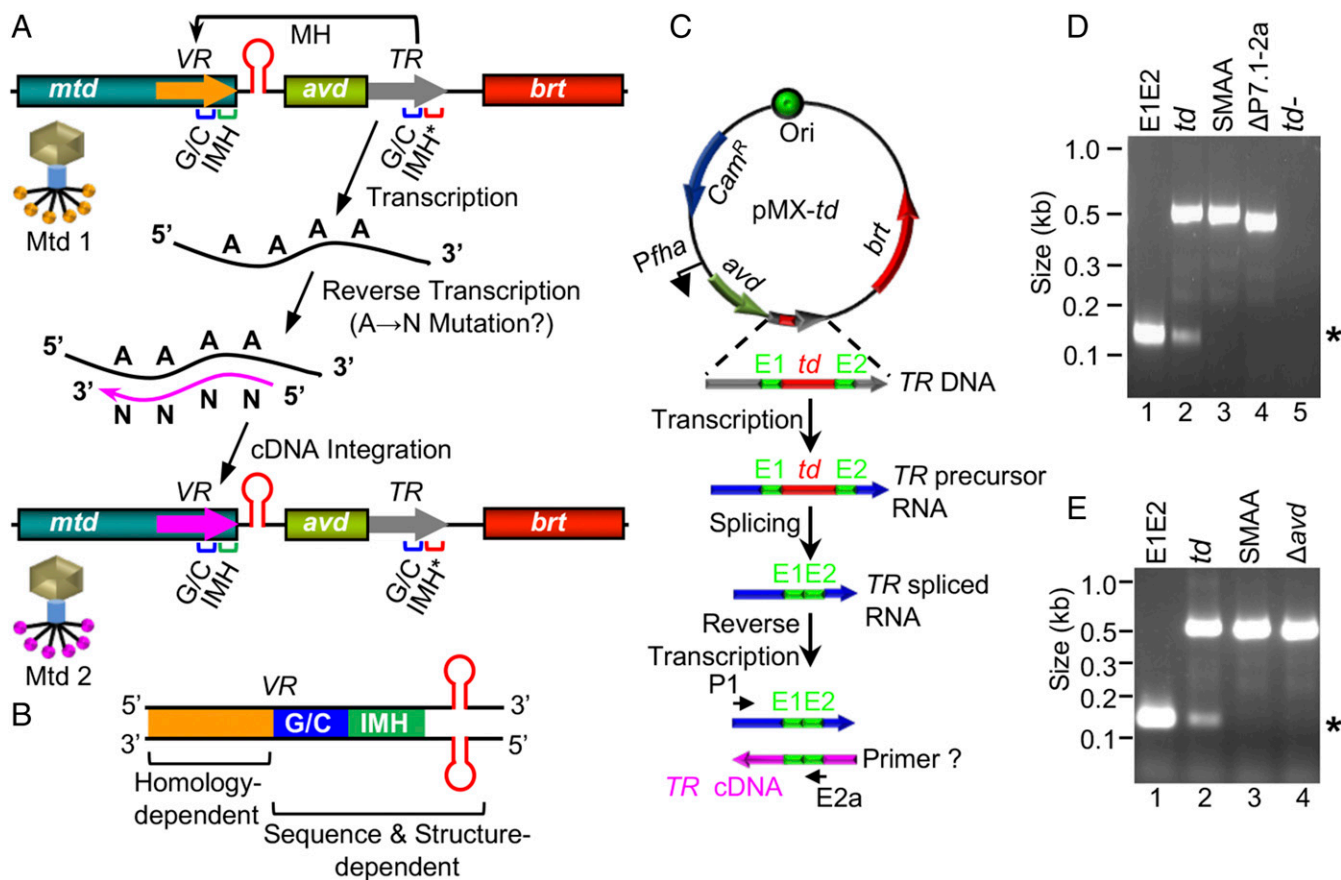 A
MH
VR
TR
mtd
avd
brt
G/C
IMH
G/C
IMH*
Mtd 1
Transcription
5’
A A A A
3’
Reverse Transcription
(A→N Mutation?)
5’
A A A A
3’
3’
N N N N
5’
cDNA Integration
VR
TR
mtd
avd
brt
G/C
IMH
G/C
IMH*
Mtd 2
B
VR
5’
3’
G/C
IMH
3’
5’
Homology-
dependent
Sequence & Structure-
dependent
C
Ori
CamR
pMX-td
brt
Pfha
avd
E1 td E2
TR DNA
Transcription
E1 td E2
TR precursor
RNA
Splicing
E1E2
TR spliced
RNA
Reverse
Transcription
P1
E1E2
Primer ?
TR cDNA
E2a
D
E1E2
td
SMAA
ΔP7.1-2a
td-
Size (kb)
1.0
0.5
0.3
0.2
0.1
*
1 2 3 4 5
E
E1E2
td
SMAA
Δavd
Size (kb)
1.0
0.5
0.3
0.2
0.1
*
1 2 3 4